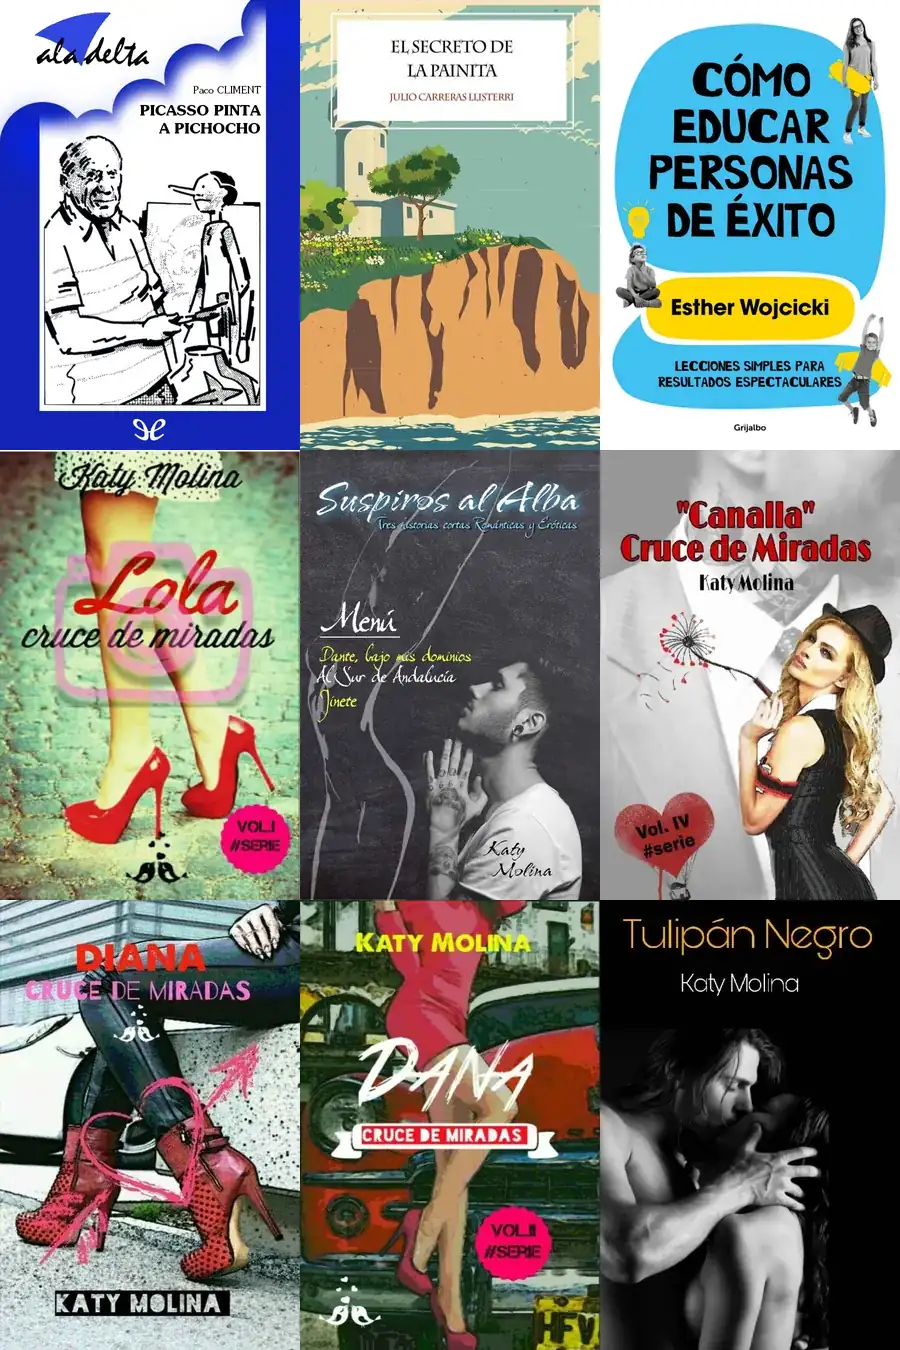 ala delta
Paco CLIMENT
PICASSO PINTA
A PICHOCHO
EL SECRETO DE
LA PAINITA
JULIO CARRERAS LLISTERRI
CÓMO
EDUCAR
PERSONAS
DE ÉXITO
Esther Wojcicki
LECCIONES SIMPLES PARA
RESULTADOS ESPECTACULARES
Grijalbo
Katy Molina
Lola
cruce de miradas
VOL.I
#SERIE
Suspiros al Alba
Tres historias cortas Románticas y Eróticas
Menú
Dante, bajo mis dominios
Al Sur de Andalucía
Jinete
Katy
Molina
"Canalla"
Cruce de Miradas
Katy Molina
Vol. IV
#serie
DIANA
CRUCE DE MIRADAS
KATY MOLINA
KATY MOLINA
DANA
CRUCE DE MIRADAS
VOL.II
#SERIE
HFV
Tulipán Negro
Katy Molina